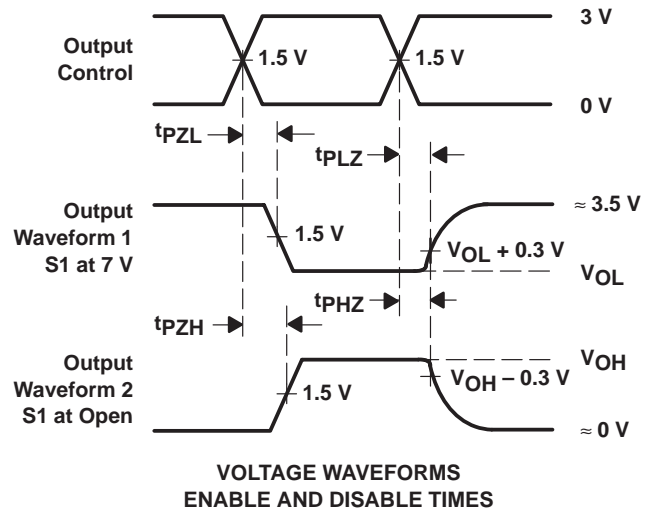 3 V
Output
Control
1.5 V
1.5 V
0 V
tPZL
tPLZ
Output
Waveform 1
S1 at 7 V
≈ 3.5 V
1.5 V
VOL + 0.3 V
VOL
tPHZ
tPZH
Output
Waveform 2
S1 at Open
VOH
VOH – 0.3 V
1.5 V
≈ 0 V
VOLTAGE WAVEFORMS
ENABLE AND DISABLE TIMES